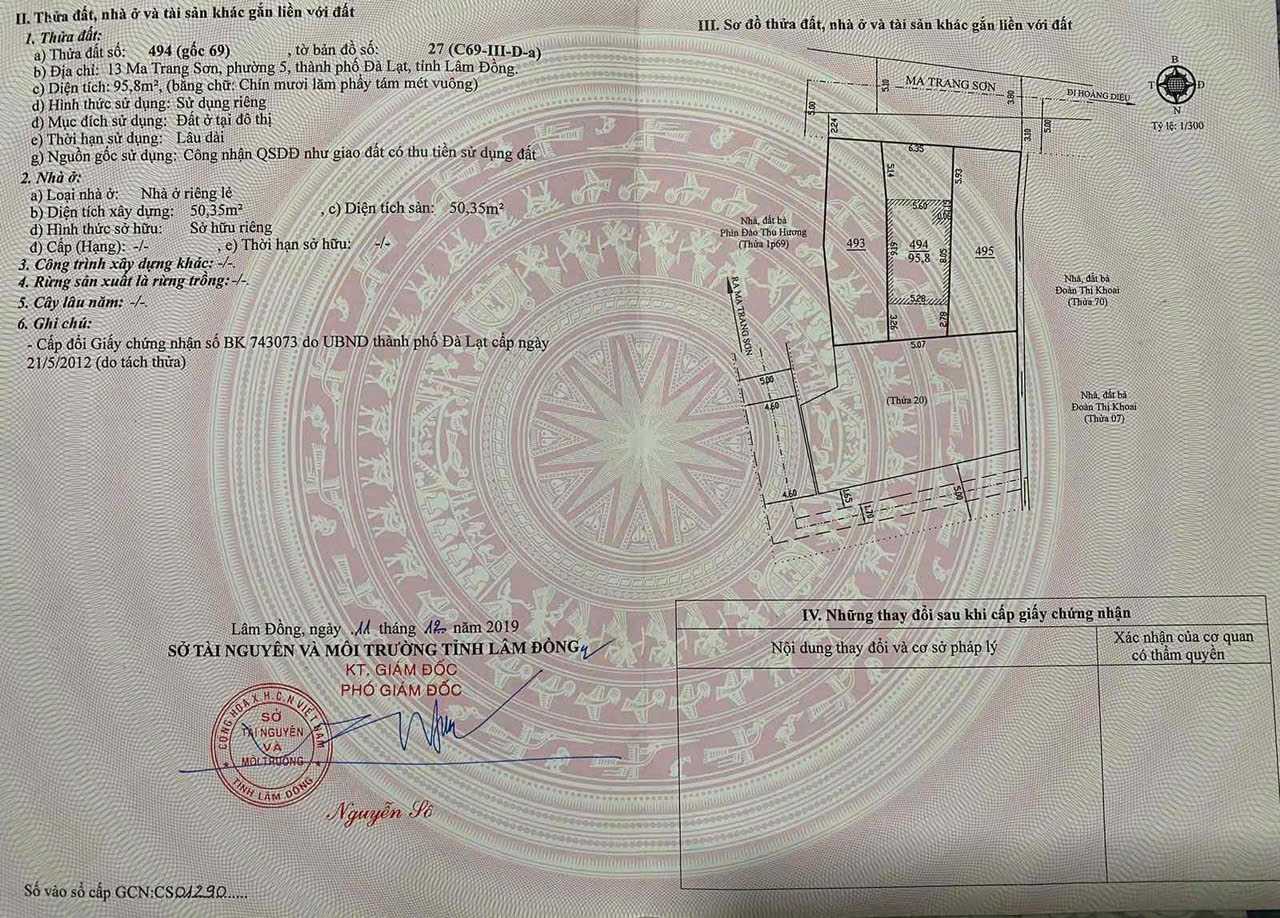 II. Thửa đất, nhà ở và tài sản khác gắn liền với đất
1. Thửa đất:
a) Thửa đất số: 494 (gốc 69) , tờ bản đồ số: 27 (C69-III-D-a)
b) Địa chỉ: 13 Ma Trang Sơn, phường 5, thành phố Đà Lạt, tỉnh Lâm Đồng.
c) Diện tích: 95,8m², (bằng chữ: Chín mươi lăm phẩy tám mét vuông)
d) Hình thức sử dụng: Sử dụng riêng
đ) Mục đích sử dụng: Đất ở tại đô thị
e) Thời hạn sử dụng: Lâu dài
g) Nguồn gốc sử dụng: Công nhận QSDĐ như giao đất có thu tiền sử dụng đất
2. Nhà ở:
a) Loại nhà ở: Nhà ở riêng lẻ
b) Diện tích xây dựng: 50,35m² , c) Diện tích sàn: 50,35m²
d) Hình thức sở hữu: Sở hữu riêng
đ) Cấp (Hạng): -/- , e) Thời hạn sở hữu: -/-
3. Công trình xây dựng khác: -/-.
4. Rừng sản xuất là rừng trồng:-/-.
5. Cây lâu năm: -/-.
6. Ghi chú:
- Cấp đổi Giấy chứng nhận số BK 743073 do UBND thành phố Đà Lạt cấp ngày
21/5/2012 (do tách thửa)
Lâm Đồng, ngày 11 tháng 12 năm 2019
SỞ TÀI NGUYÊN VÀ MÔI TRƯỜNG TỈNH LÂM ĐỒNG
KT. GIÁM ĐỐC
PHÓ GIÁM ĐỐC
CỘNG HÒA X.H.C.N VIỆT NAM
SỞ
TÀI NGUYÊN
VÀ
MÔI TRƯỜNG
TỈNH LÂM ĐỒNG
Số vào sổ cấp GCN:CS01290.....
III. Sơ đồ thửa đất, nhà ở và tài sản khác gắn liền với đất
MA TRANG SƠN
ĐI HOÀNG DIỆU
B
Đ
N
Tỷ lệ: 1/300
5.00
5.10
3.80
2.24
3.10
5.00
6.35
5.14
5.93
5.60
Nhà, đất bà
Phin Đào Thu Hương
(Thửa 1p69)
493
6.19
494
95,8
8.05
495
5.28
3.26
2.78
5.07
Nhà, đất bà
Đoàn Thị Khoai
(Thửa 70)
RA MA TRANG SƠN
5.00
4.60
(Thửa 20)
Nhà, đất bà
Đoàn Thị Khoai
(Thửa 07)
4.60
1.65
1.70
5.00
IV. Những thay đổi sau khi cấp giấy chứng nhận
Nội dung thay đổi và cơ sở pháp lý
Xác nhận của cơ quan
có thẩm quyền